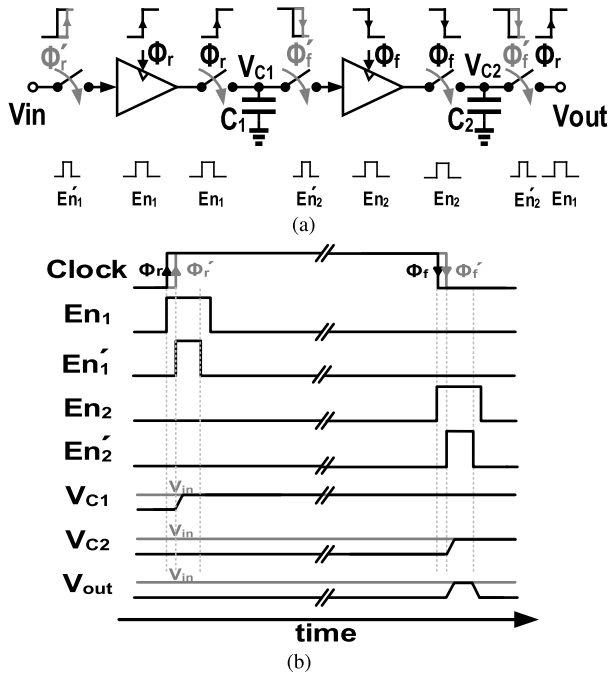 Φ´r Φr Φr Φ´f Φf Φf Φ´f Φr
VC1 VC2
Vin C1 C2 Vout
En´1 En1 En1 En´2 En2 En2 En´2 En1
(a)
Clock Φr Φr´ Φf Φf´
En1
En´1
En2
En´2
VC1 Vin
VC2 Vin
Vout Vin
time
(b)